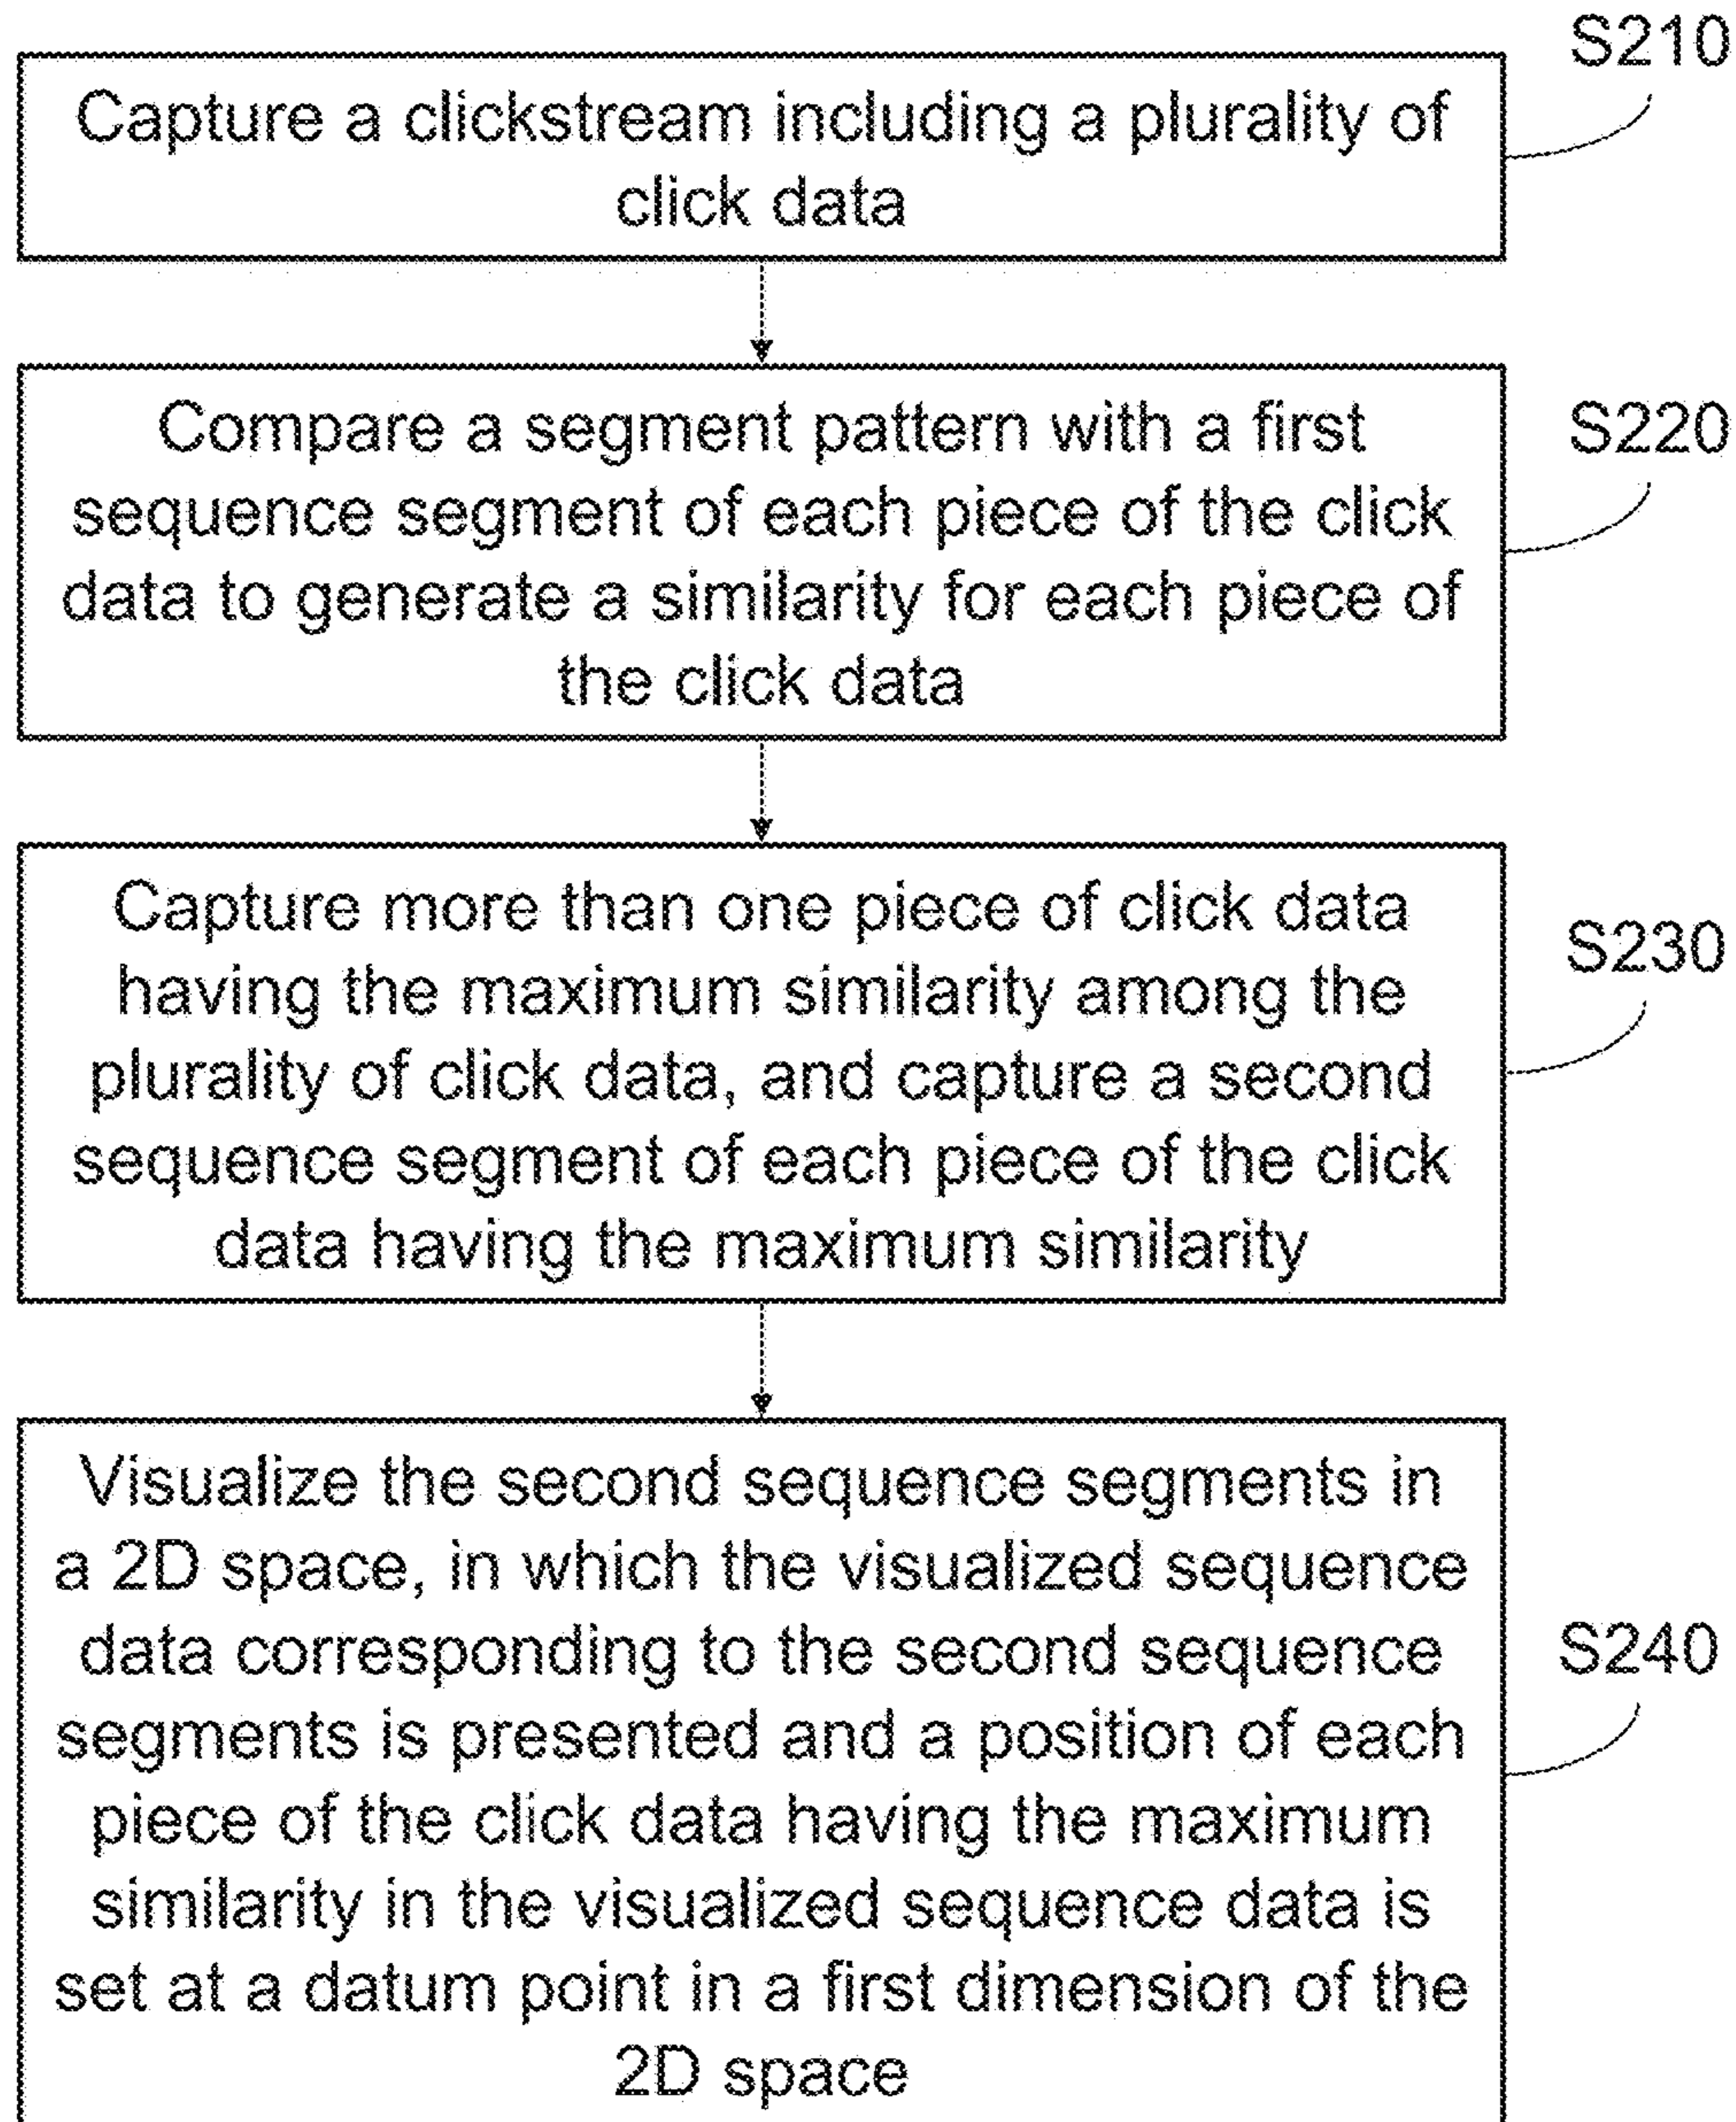 S210
Capture a clickstream including a plurality of
click data
S220
Compare a segment pattern with a first
sequence segment of each piece of the click
data to generate a similarity for each piece of
the click data
S230
Capture more than one piece of click data
having the maximum similarity among the
plurality of click data, and capture a second
sequence segment of each piece of the click
data having the maximum similarity
S240
Visualize the second sequence segments in
a 2D space, in which the visualized sequence
data corresponding to the second sequence
segments is presented and a position of each
piece of the click data having the maximum
similarity in the visualized sequence data is
set at a datum point in a first dimension of the
2D space